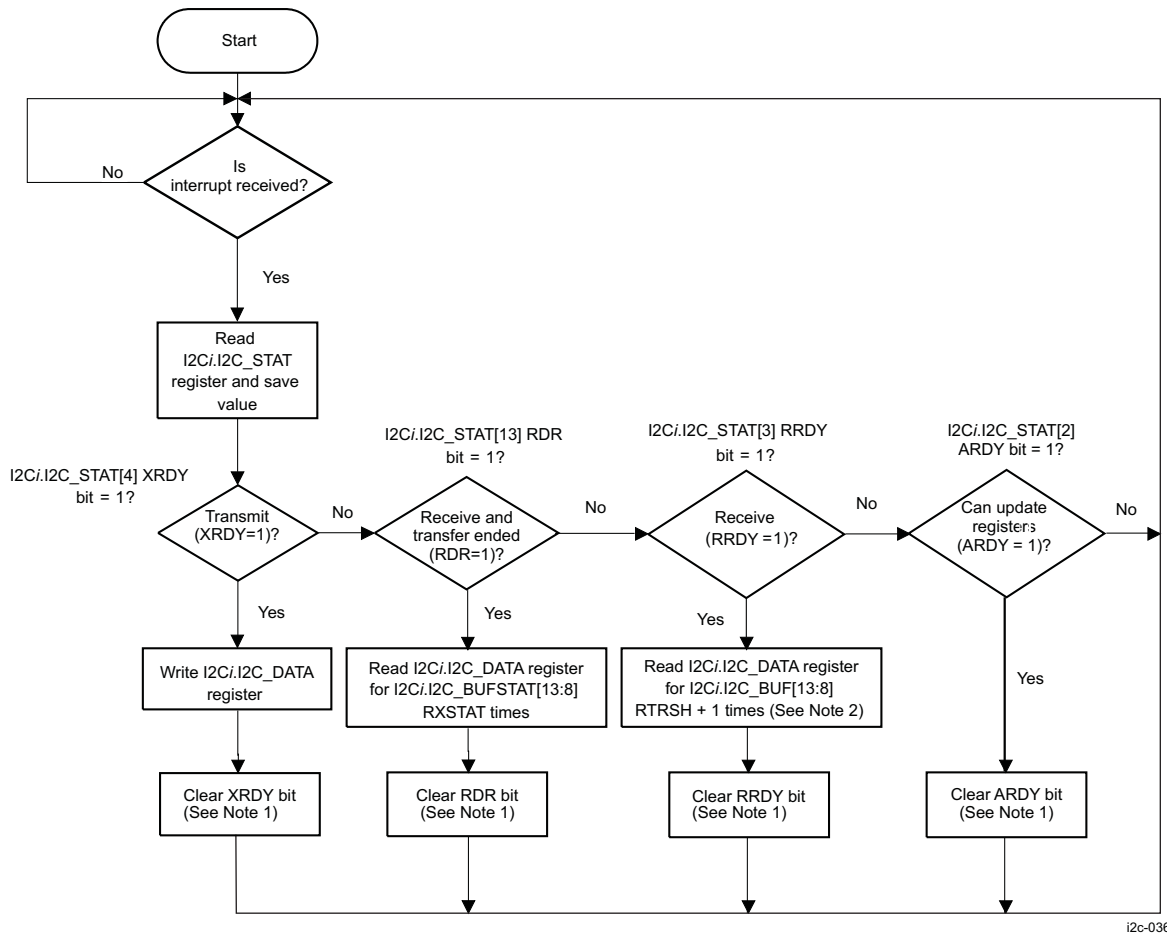 Start
Is
interrupt received?
No
Yes
Read
I2Ci.I2C_STAT
register and save
value
I2Ci.I2C_STAT[4] XRDY
bit = 1?
Transmit
(XRDY=1)?
No
I2Ci.I2C_STAT[13] RDR
bit = 1?
Receive and
transfer ended
(RDR=1)?
No
I2Ci.I2C_STAT[3] RRDY
bit = 1?
Receive
(RRDY =1)?
No
I2Ci.I2C_STAT[2]
ARDY bit = 1?
Can update
registers
(ARDY = 1)?
No
Yes
Yes
Yes
Yes
Write I2Ci.I2C_DATA
register
Read I2Ci.I2C_DATA register
for I2Ci.I2C_BUFSTAT[13:8]
RXSTAT times
Read I2Ci.I2C_DATA register
for I2Ci.I2C_BUF[13:8]
RTRSH + 1 times (See Note 2)
Clear XRDY bit
(See Note 1)
Clear RDR bit
(See Note 1)
Clear RRDY bit
(See Note 1)
Clear ARDY bit
(See Note 1)
i2c-036